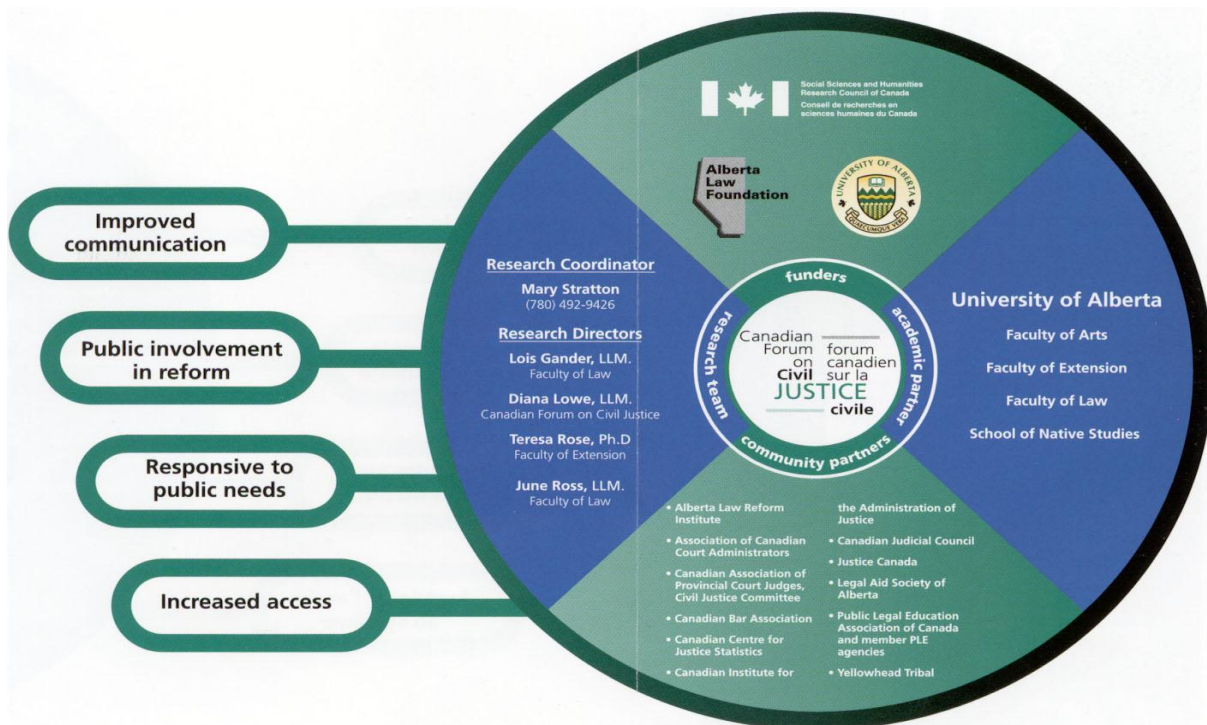 Improved
communication
Public involvement
in reform
Responsive to
public needs
Increased access
Social Sciences and Humanities
Research Council of Canada
Conseil de recherches en
sciences humaines du Canada
Alberta
Law
Foundation
UNIVERSITY OF ALBERTA
QUAECUMQUE VERA
Research Coordinator
Mary Stratton
(780) 492-9426
Research Directors
Lois Gander, LLM.
Faculty of Law
Diana Lowe, LLM.
Canadian Forum on Civil Justice
Teresa Rose, Ph.D
Faculty of Extension
June Ross, LLM.
Faculty of Law
funders
research team
academic partner
community partners
Canadian
Forum
on
Civil
forum
canadien
sur la
JUSTICE
civile
University of Alberta
Faculty of Arts
Faculty of Extension
Faculty of Law
School of Native Studies
• Alberta Law Reform
Institute
• Association of Canadian
Court Administrators
• Canadian Association of
Provincial Court Judges,
Civil Justice Committee
• Canadian Bar Association
• Canadian Centre for
Justice Statistics
• Canadian Institute for
the Administration of
Justice
• Canadian Judicial Council
• Justice Canada
• Legal Aid Society of
Alberta
• Public Legal Education
Association of Canada
and member PLE
agencies
• Yellowhead Tribal